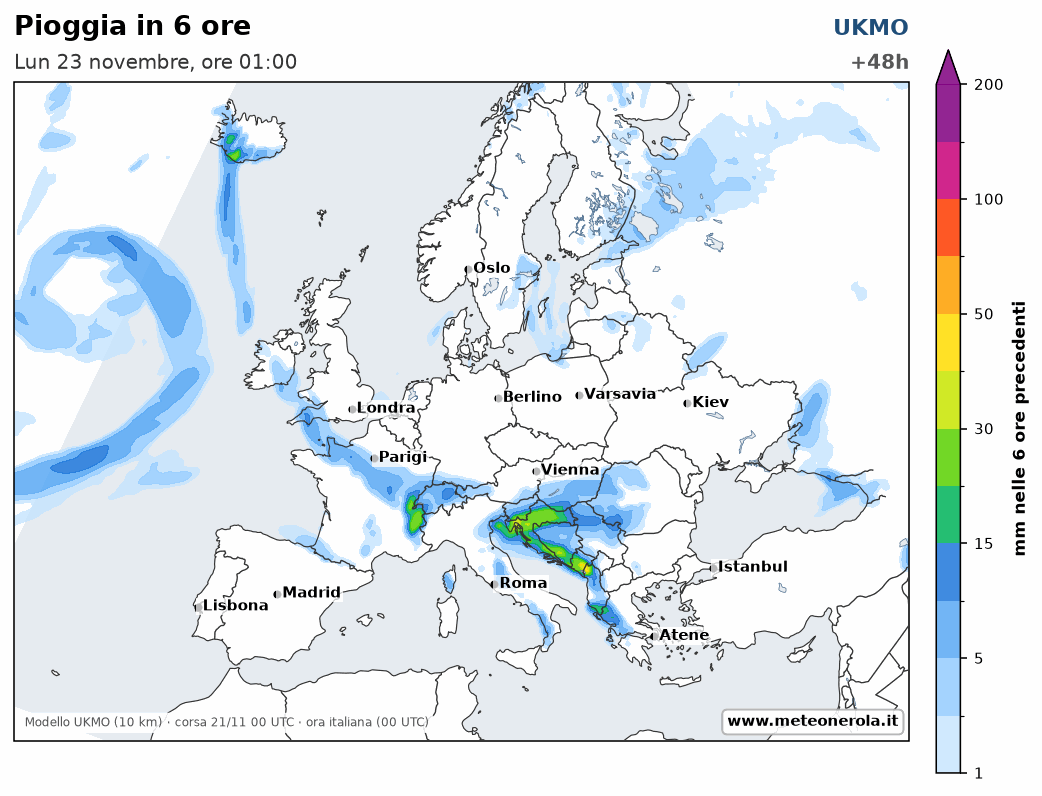 Pioggia in 6 ore
UKMO
Lun 23 novembre, ore 01:00
+48h
200
100
50
30
15
5
1
mm nelle 6 ore precedenti
Oslo
Londra
Berlino
Varsavia
Kiev
Parigi
Vienna
Istanbul
Roma
Madrid
Lisbona
Atene
Modello UKMO (10 km) · corsa 21/11 00 UTC · ora italiana (00 UTC)
www.meteonerola.it